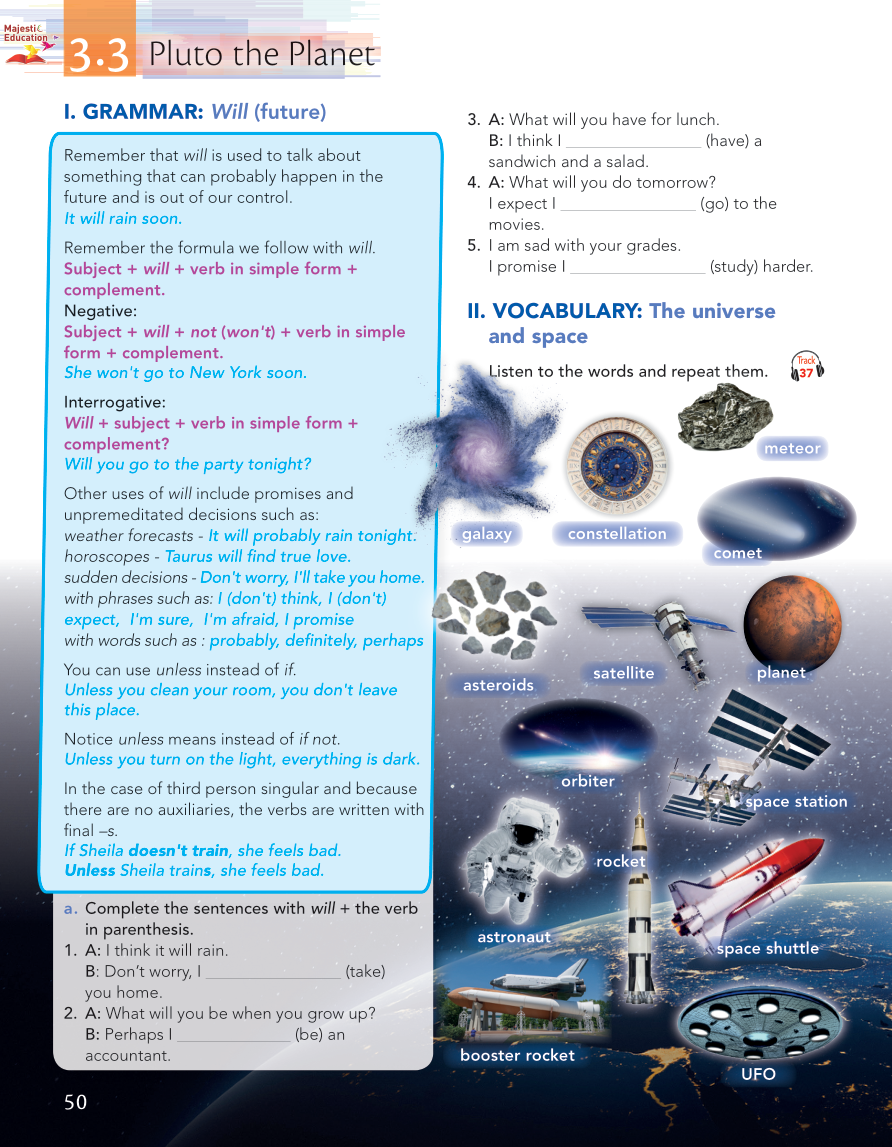 Majesti
Education
3.3 Pluto the Planet
I. GRAMMAR: Will (future)
Remember that will is used to talk about
something that can probably happen in the
future and is out of our control.
It will rain soon.
Remember the formula we follow with will.
Subject + will + verb in simple form +
complement.
Negative:
Subject + will + not (won't) + verb in simple
form + complement.
She won't go to New York soon.
Interrogative:
Will + subject + verb in simple form +
complement?
Will you go to the party tonight?
Other uses of will include promises and
unpremeditated decisions such as:
weather forecasts - It will probably rain tonight.
horoscopes - Taurus will find true love.
sudden decisions - Don't worry, I'll take you home.
with phrases such as: I (don't) think, I (don't)
expect, I'm sure, I'm afraid, I promise
with words such as : probably, definitely, perhaps
You can use unless instead of if.
Unless you clean your room, you don't leave
this place.
Notice unless means instead of if not.
Unless you turn on the light, everything is dark.
In the case of third person singular and because
there are no auxiliaries, the verbs are written with
final –s.
If Sheila doesn't train, she feels bad.
Unless Sheila trains, she feels bad.
a. Complete the sentences with will + the verb
in parenthesis.
1. A: I think it will rain.
B: Don't worry, I ______________ (take)
you home.
2. A: What will you be when you grow up?
B: Perhaps I ____________ (be) an
accountant.
3. A: What will you have for lunch.
B: I think I ______________ (have) a
sandwich and a salad.
4. A: What will you do tomorrow?
I expect I ______________ (go) to the
movies.
5. I am sad with your grades.
I promise I ______________ (study) harder.
II. VOCABULARY: The universe
and space
Listen to the words and repeat them.
Track
37
meteor
galaxy
constellation
comet
asteroids
satellite
planet
orbiter
space station
rocket
astronaut
space shuttle
booster rocket
UFO
50